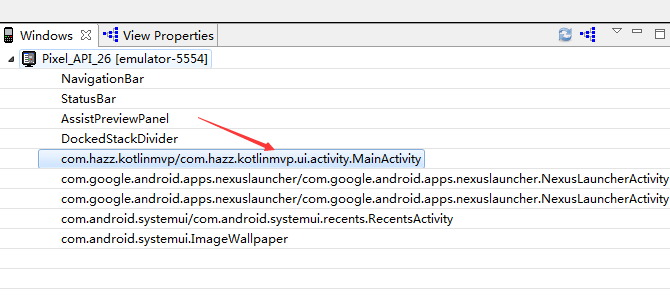 Windows View Properties
Pixel_API_26 [emulator-5554]
NavigationBar
StatusBar
AssistPreviewPanel
DockedStackDivider
com.hazz.kotlinmvp/com.hazz.kotlinmvp.ui.activity.MainActivity
com.google.android.apps.nexuslauncher/com.google.android.apps.nexuslauncher.NexusLauncherActivity
com.google.android.apps.nexuslauncher/com.google.android.apps.nexuslauncher.NexusLauncherActivity
com.android.systemui/com.android.systemui.recents.RecentsActivity
com.android.systemui.ImageWallpaper